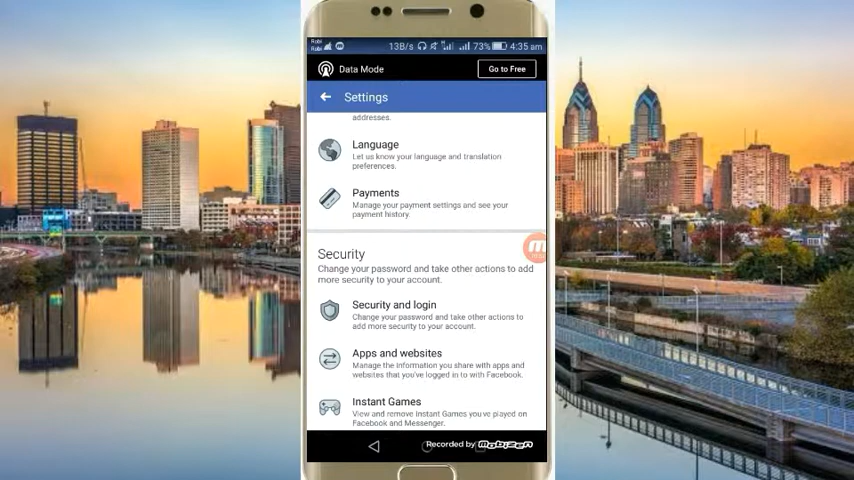 Robi
Robi
13B/s
73%
4:35 am
Data Mode
Go to Free
Settings
addresses.
Language
Let us know your language and translation
preferences.
Payments
Manage your payment settings and see your
payment history.
Security
Change your password and take other actions to add
more security to your account.
Security and login
Change your password and take other actions to
add more security to your account.
Apps and websites
Manage the information you share with apps and
websites that you've logged in to with Facebook.
Instant Games
View and remove Instant Games you've played on
Facebook and Messenger.
Recorded by mobizen